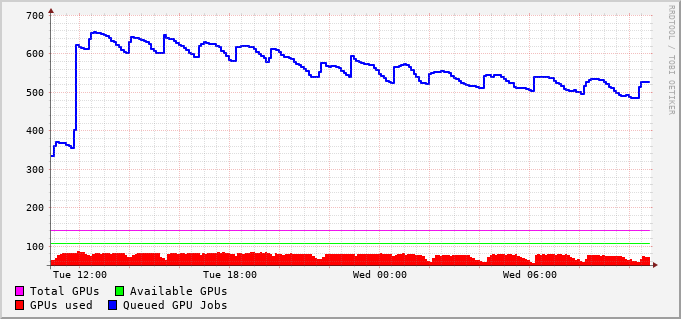 700
600
500
400
300
200
100
Tue 12:00 Tue 18:00 Wed 00:00 Wed 06:00
Total GPUs Available GPUs
GPUs used Queued GPU Jobs
RRDTOOL / TOBI OETIKER